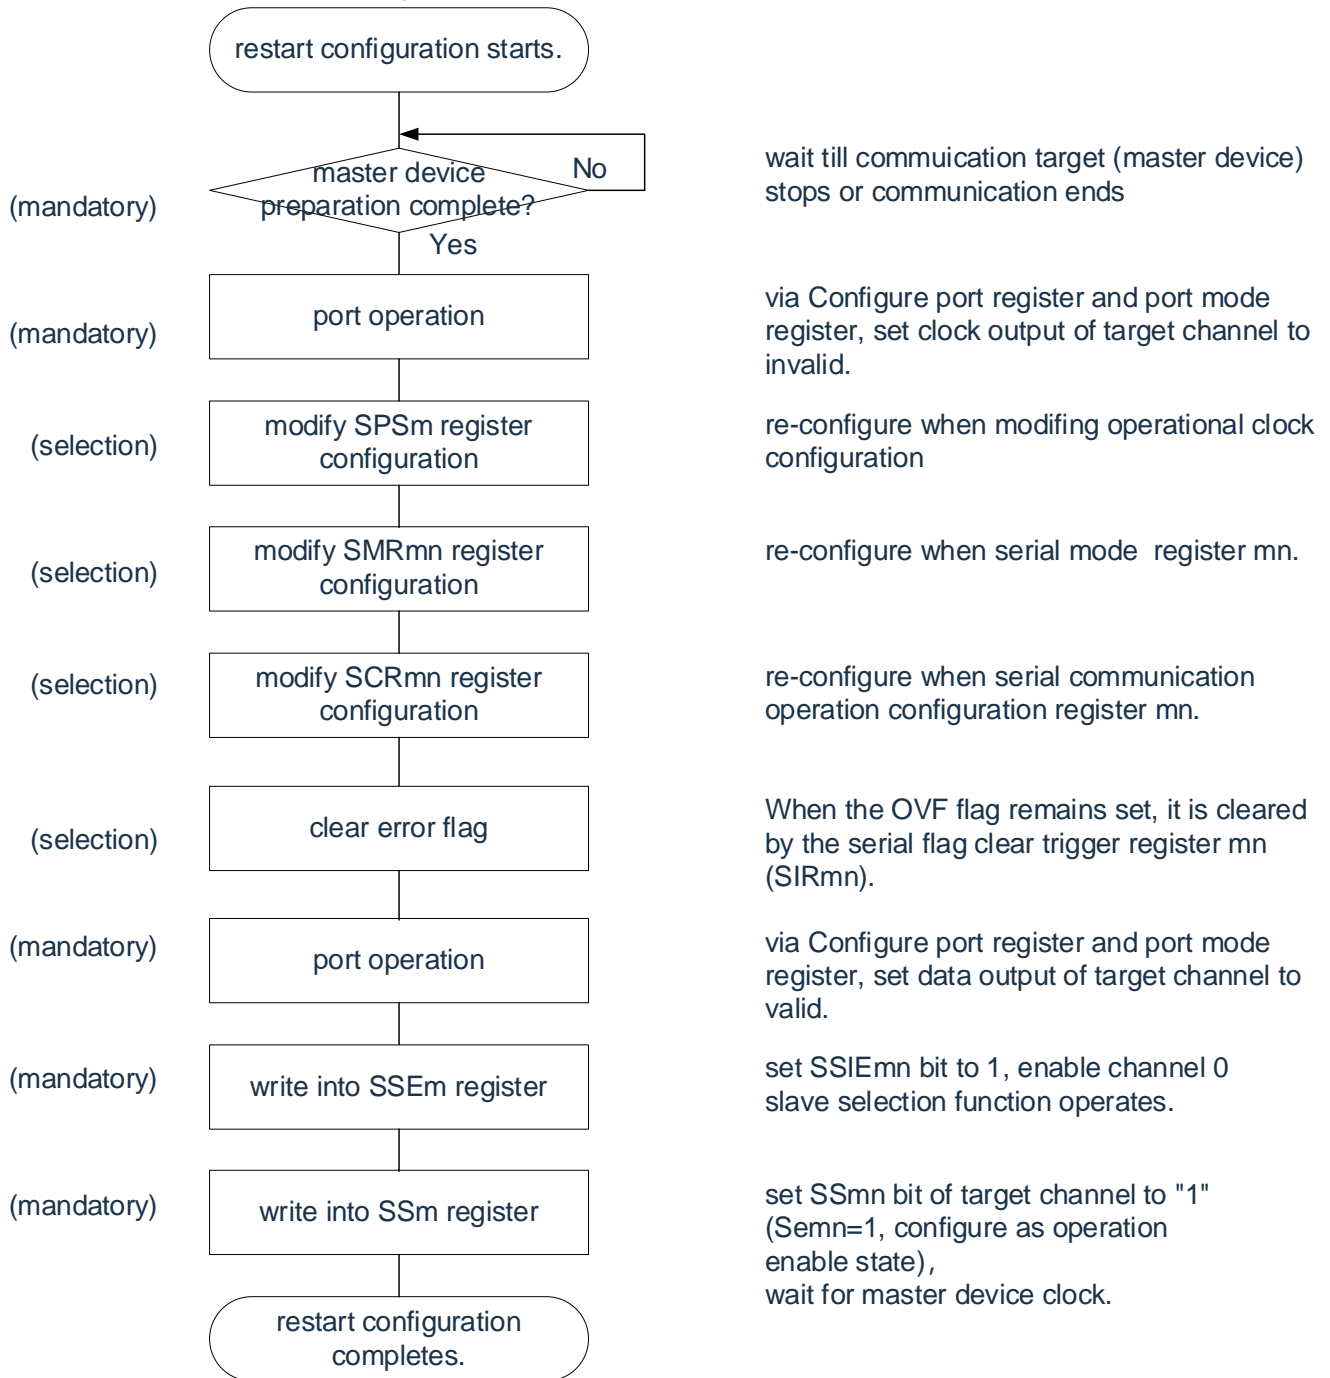 restart configuration starts.
No
master device
preparation complete?
(mandatory)
wait till commuication target (master device)
stops or communication ends
Yes
(mandatory)
port operation
via Configure port register and port mode
register, set clock output of target channel to
invalid.
(selection)
modify SPSm register
configuration
re-configure when modifing operational clock
configuration
(selection)
modify SMRmn register
configuration
re-configure when serial mode  register mn.
(selection)
modify SCRmn register
configuration
re-configure when serial communication
operation configuration register mn.
(selection)
clear error flag
When the OVF flag remains set, it is cleared
by the serial flag clear trigger register mn
(SIRmn).
(mandatory)
port operation
via Configure port register and port mode
register, set data output of target channel to
valid.
(mandatory)
write into SSEm register
set SSIEmn bit to 1, enable channel 0
slave selection function operates.
(mandatory)
write into SSm register
set SSmn bit of target channel to "1"
(Semn=1, configure as operation
enable state),
wait for master device clock.
restart configuration
completes.